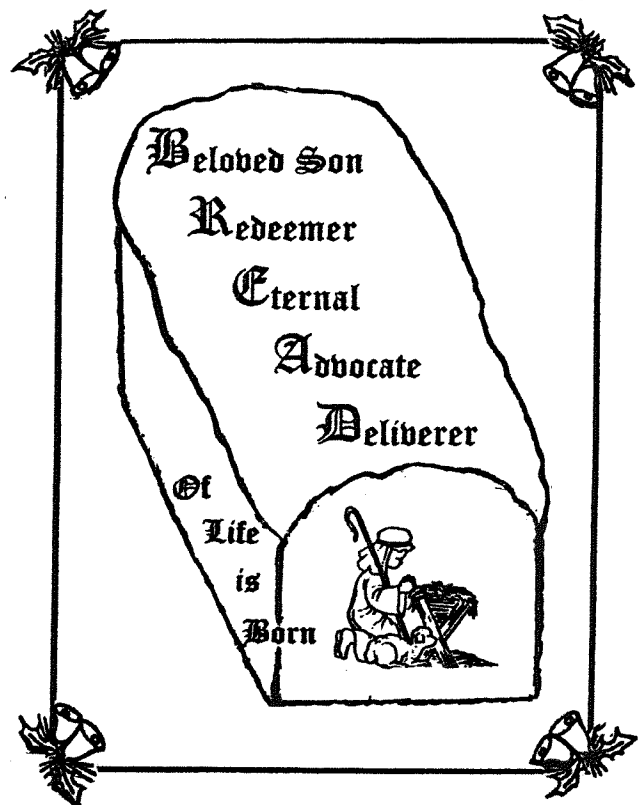 Beloved Son
Redeemer
Eternal
Advocate
Deliverer
Of
Life
is
Born